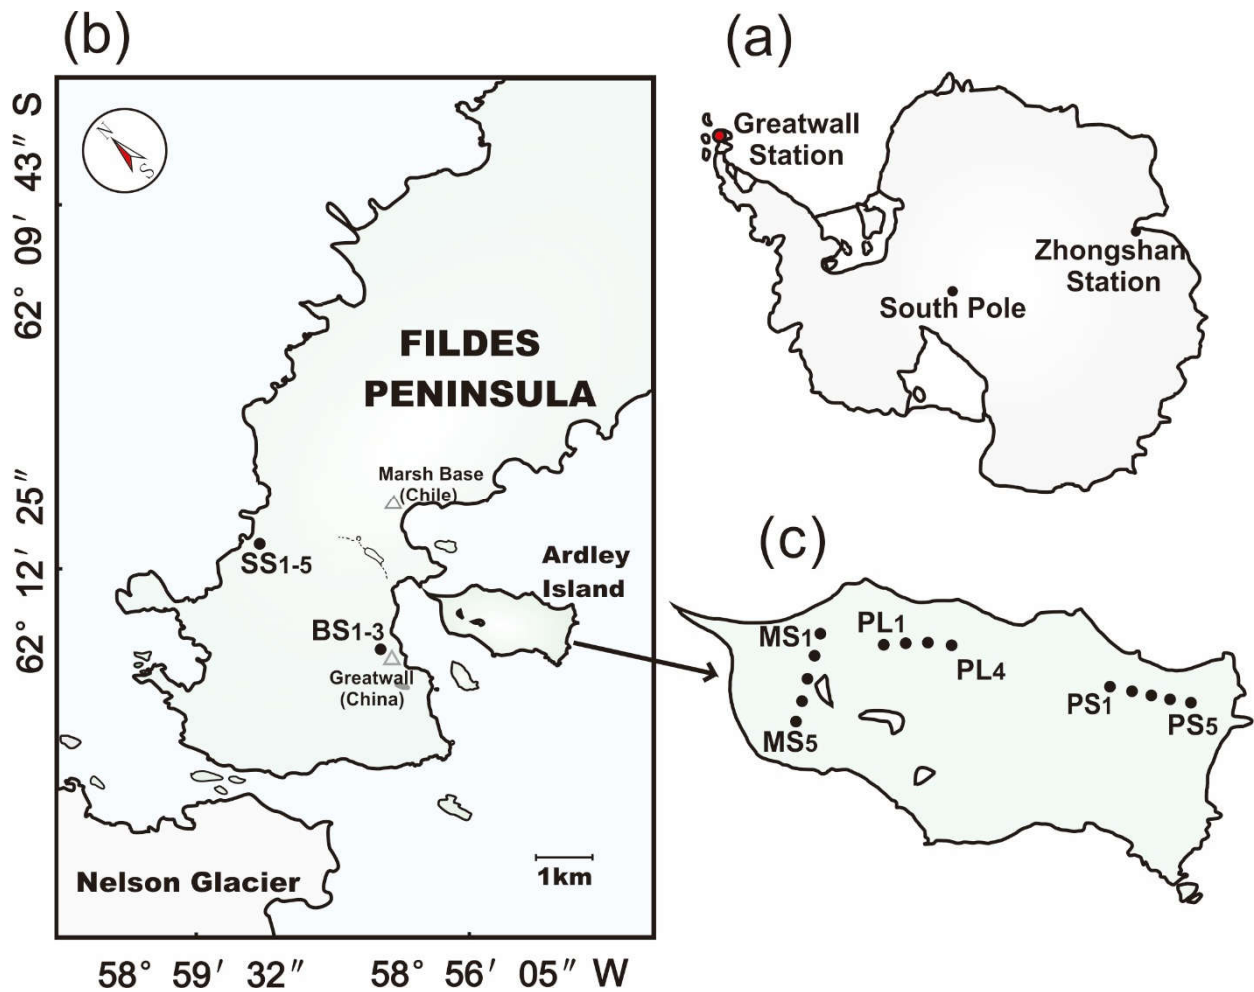 (b)
N
S
62° 09′ 43″ S
62° 12′ 25″
FILDES
PENINSULA
Marsh Base
(Chile)
SS1-5
BS1-3
Greatwall
(China)
Ardley
Island
Nelson Glacier
1km
58° 59′ 32″
58° 56′ 05″ W
(a)
Greatwall
Station
Zhongshan
Station
South Pole
(c)
MS1
PL1
PL4
PS1
PS5
MS5